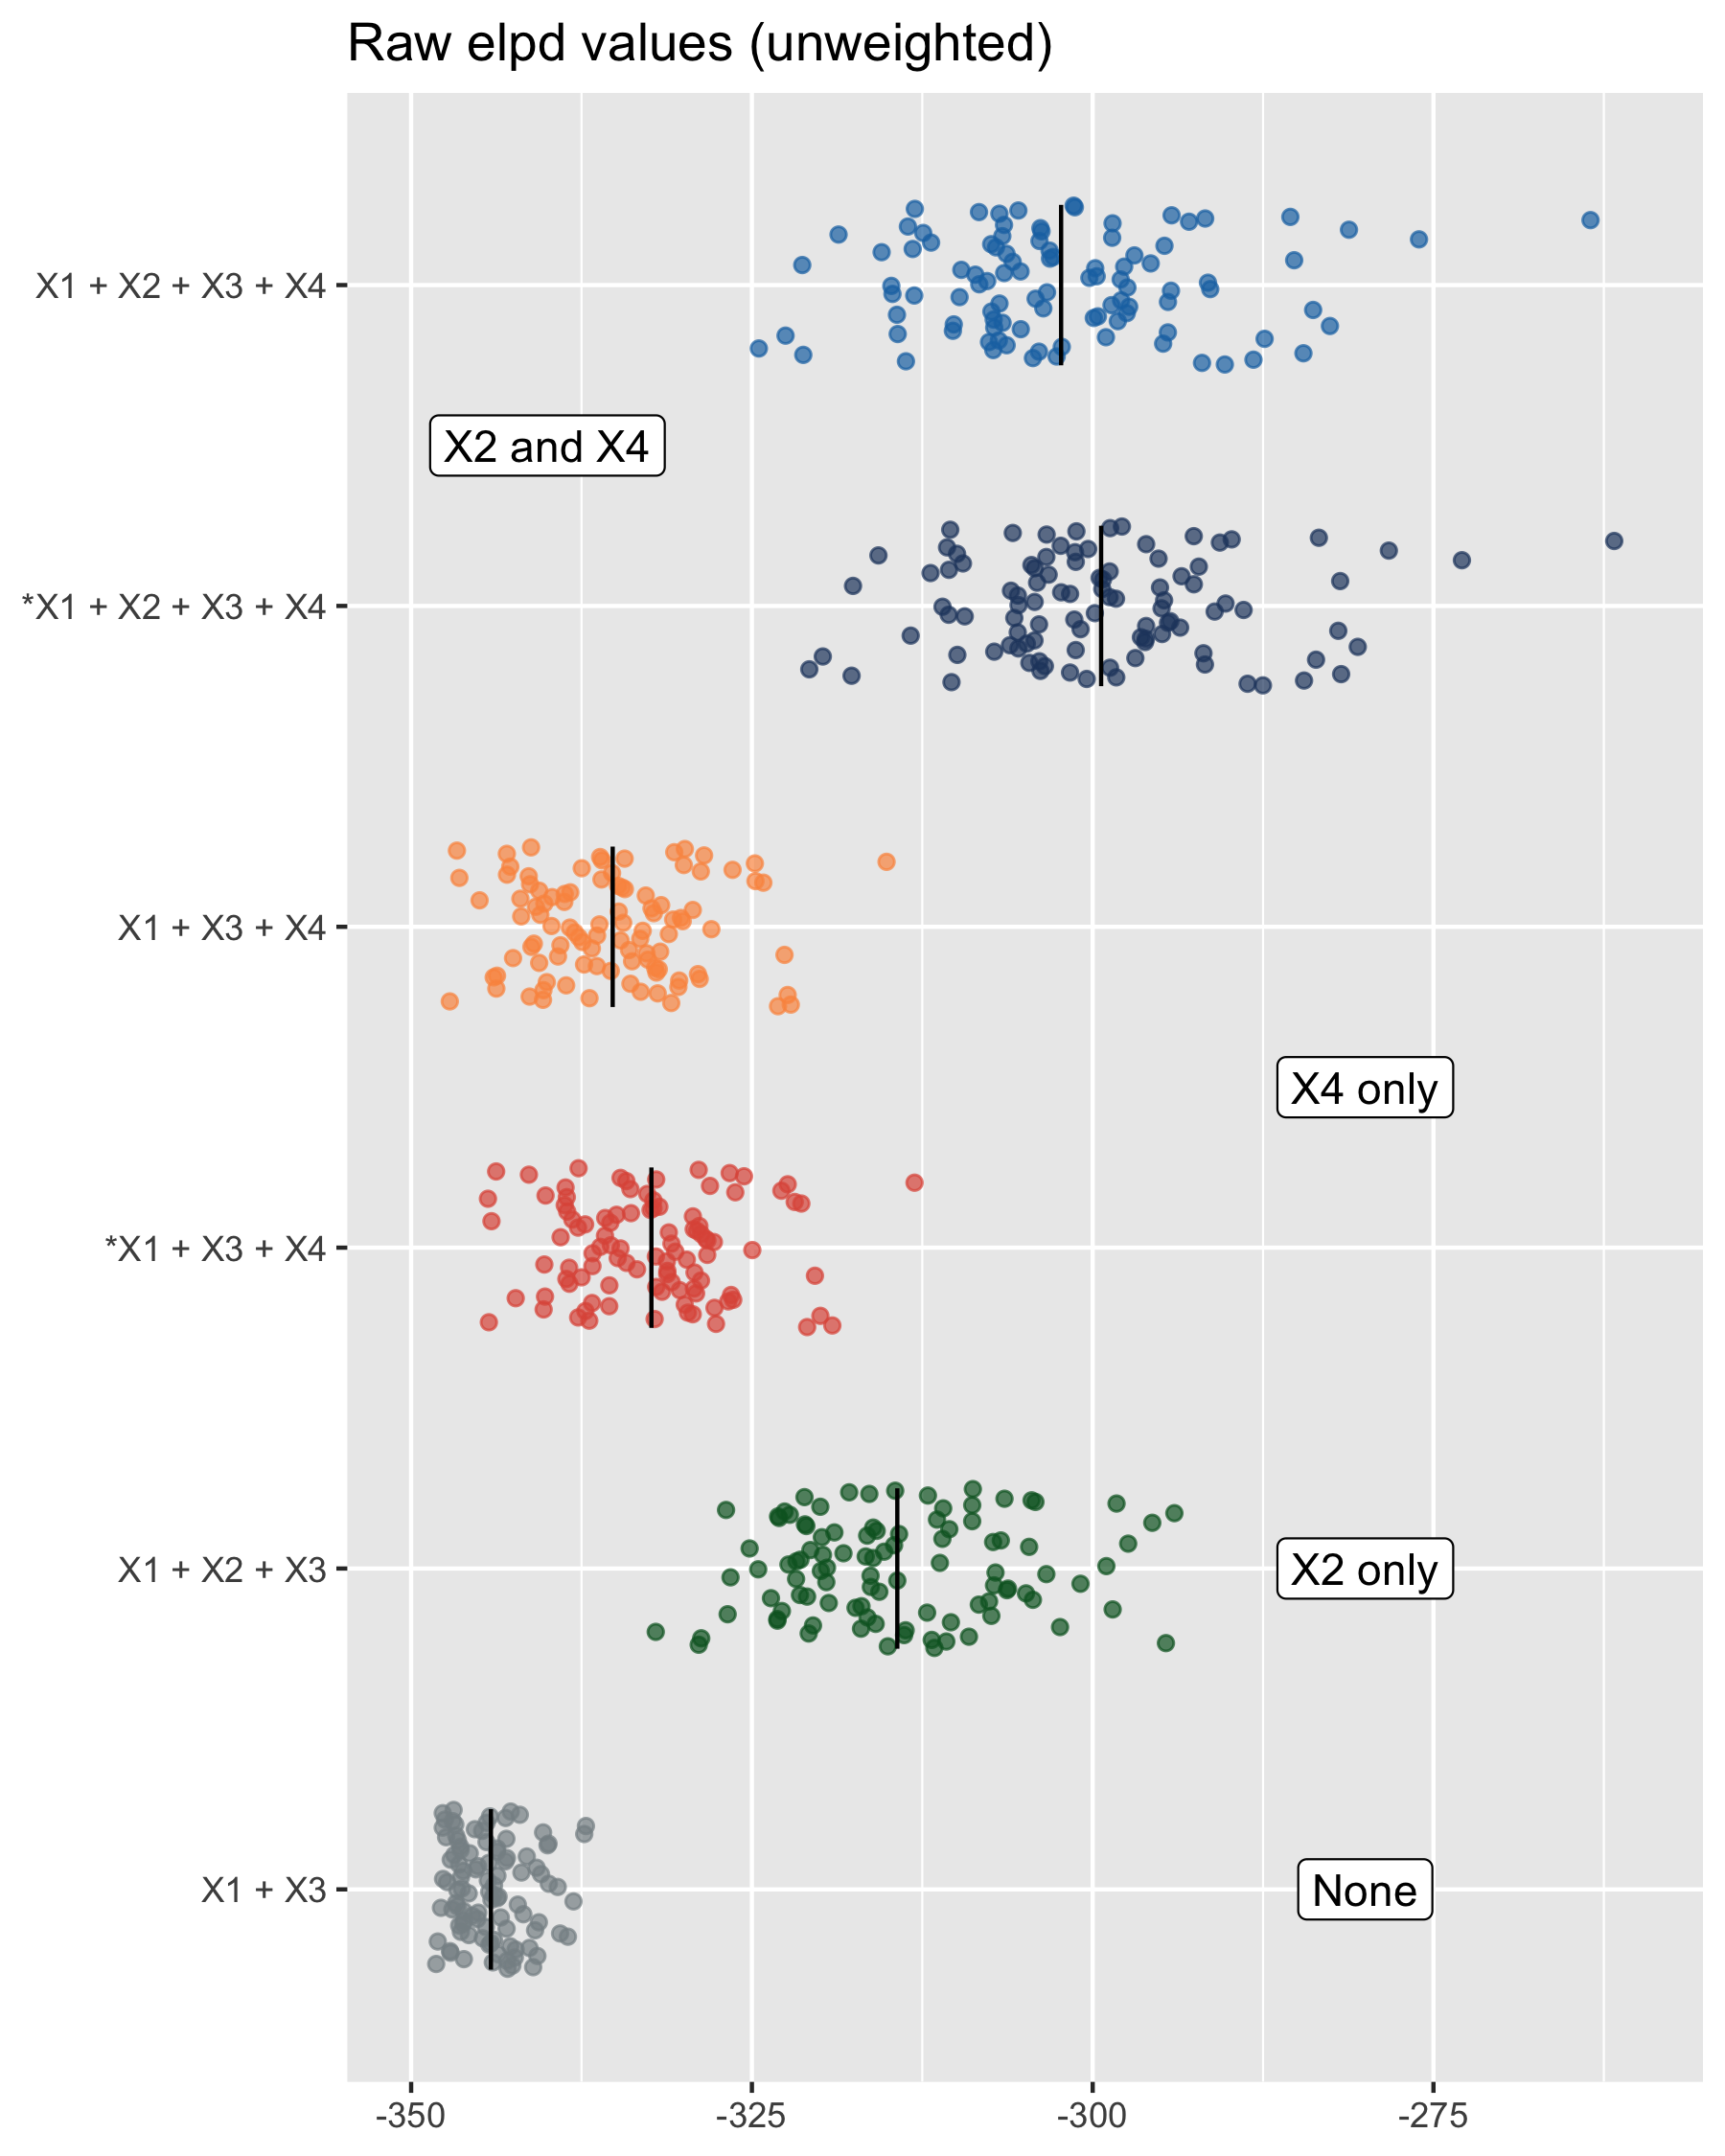 Raw elpd values (unweighted)
X1 + X2 + X3 + X4
X2 and X4
*X1 + X2 + X3 + X4
X1 + X3 + X4
X4 only
*X1 + X3 + X4
X1 + X2 + X3
X2 only
X1 + X3
None
-350 -325 -300 -275